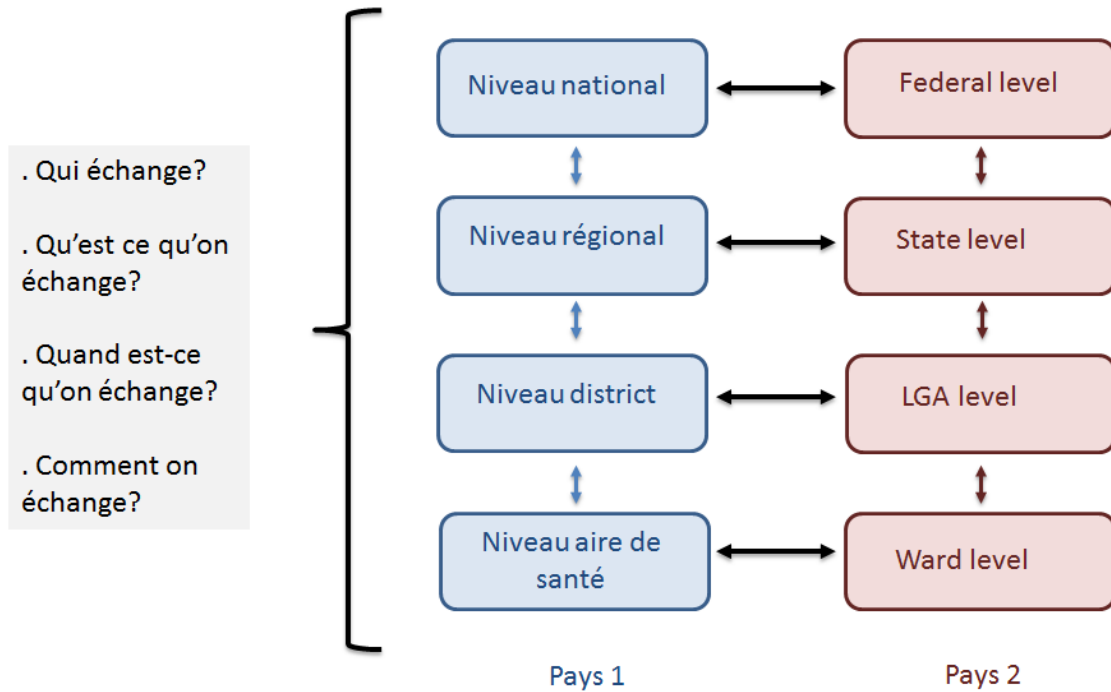 . Qui échange?
. Qu’est ce qu’on
échange?
. Quand est-ce
qu’on échange?
. Comment on
échange?
Niveau national
Federal level
Niveau régional
State level
Niveau district
LGA level
Niveau aire de
santé
Ward level
Pays 1
Pays 2